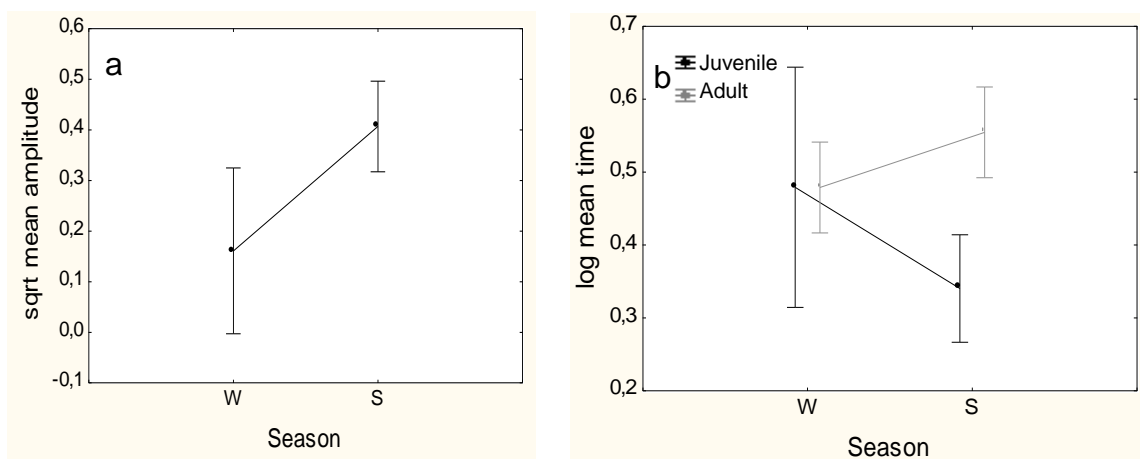 a
sqrt mean amplitude
0,6
0,5
0,4
0,3
0,2
0,1
0,0
-0,1
W S
Season
b
Juvenile
Adult
log mean time
0,7
0,6
0,5
0,4
0,3
0,2
W S
Season